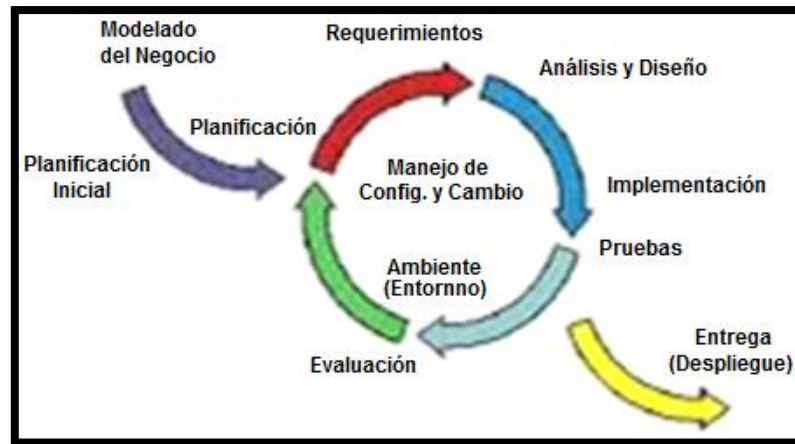 Modelado
del Negocio
Requerimientos
Análisis y Diseño
Planificación
Planificación
Inicial
Manejo de
Config. y Cambio
Implementación
Pruebas
Ambiente
(Entornno)
Evaluación
Entrega
(Despliegue)